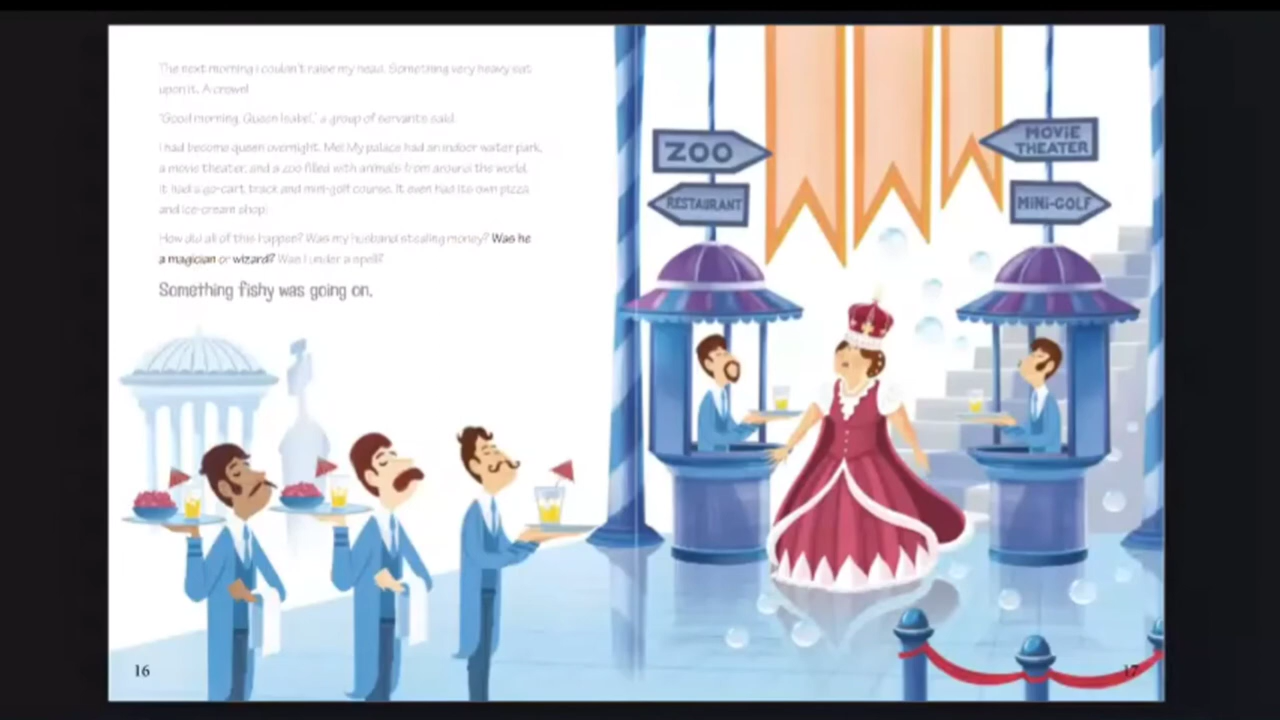 The next morning I couldn't raise my head. Something very heavy sat
upon it. A crown!
"Good morning, Queen Isabel," a group of servants said.
I had become queen overnight. Me! My palace had an indoor water park,
a movie theater, and a zoo filled with animals from around the world.
It had a go-cart track and mini-golf course. It even had its own pizza
and ice-cream shop.
How did all of this happen? Was my husband stealing money? Was he
a magician or wizard? Was I under a spell?
Something fishy was going on.
16
ZOO
RESTAURANT
MOVIE
THEATER
MINI-GOLF
17